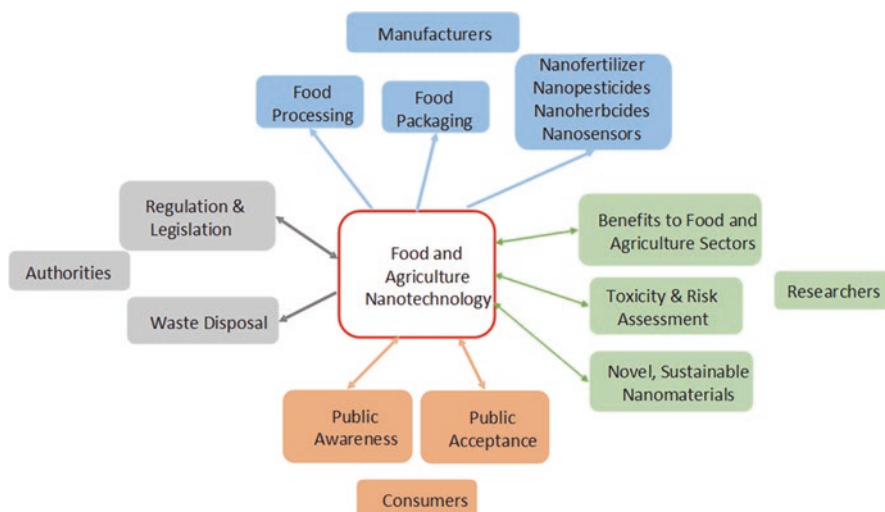 Manufacturers
Food
Processing
Food
Packaging
Nanofertilizer
Nanopesticides
Nanoherbcides
Nanosensors
Regulation &
Legislation
Authorities
Waste Disposal
Food and
Agriculture
Nanotechnology
Benefits to Food and
Agriculture Sectors
Toxicity & Risk
Assessment
Researchers
Novel, Sustainable
Nanomaterials
Public
Awareness
Public
Acceptance
Consumers